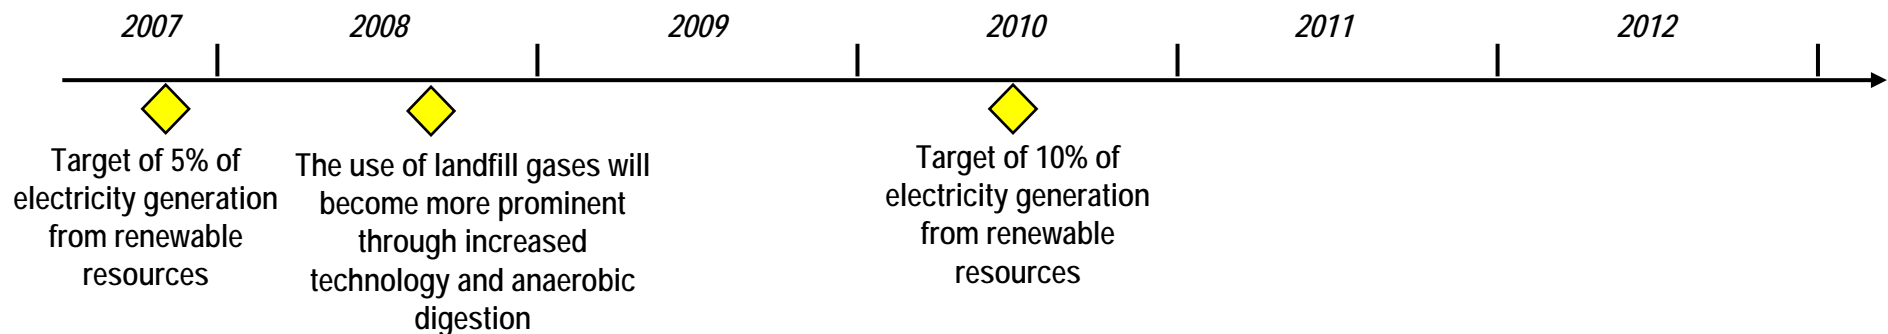 2007 2008 2009 2010 2011 2012
Target of 5% of
electricity generation
from renewable
resources
The use of landfill gases will
become more prominent
through increased
technology and anaerobic
digestion
Target of 10% of
electricity generation
from renewable
resources